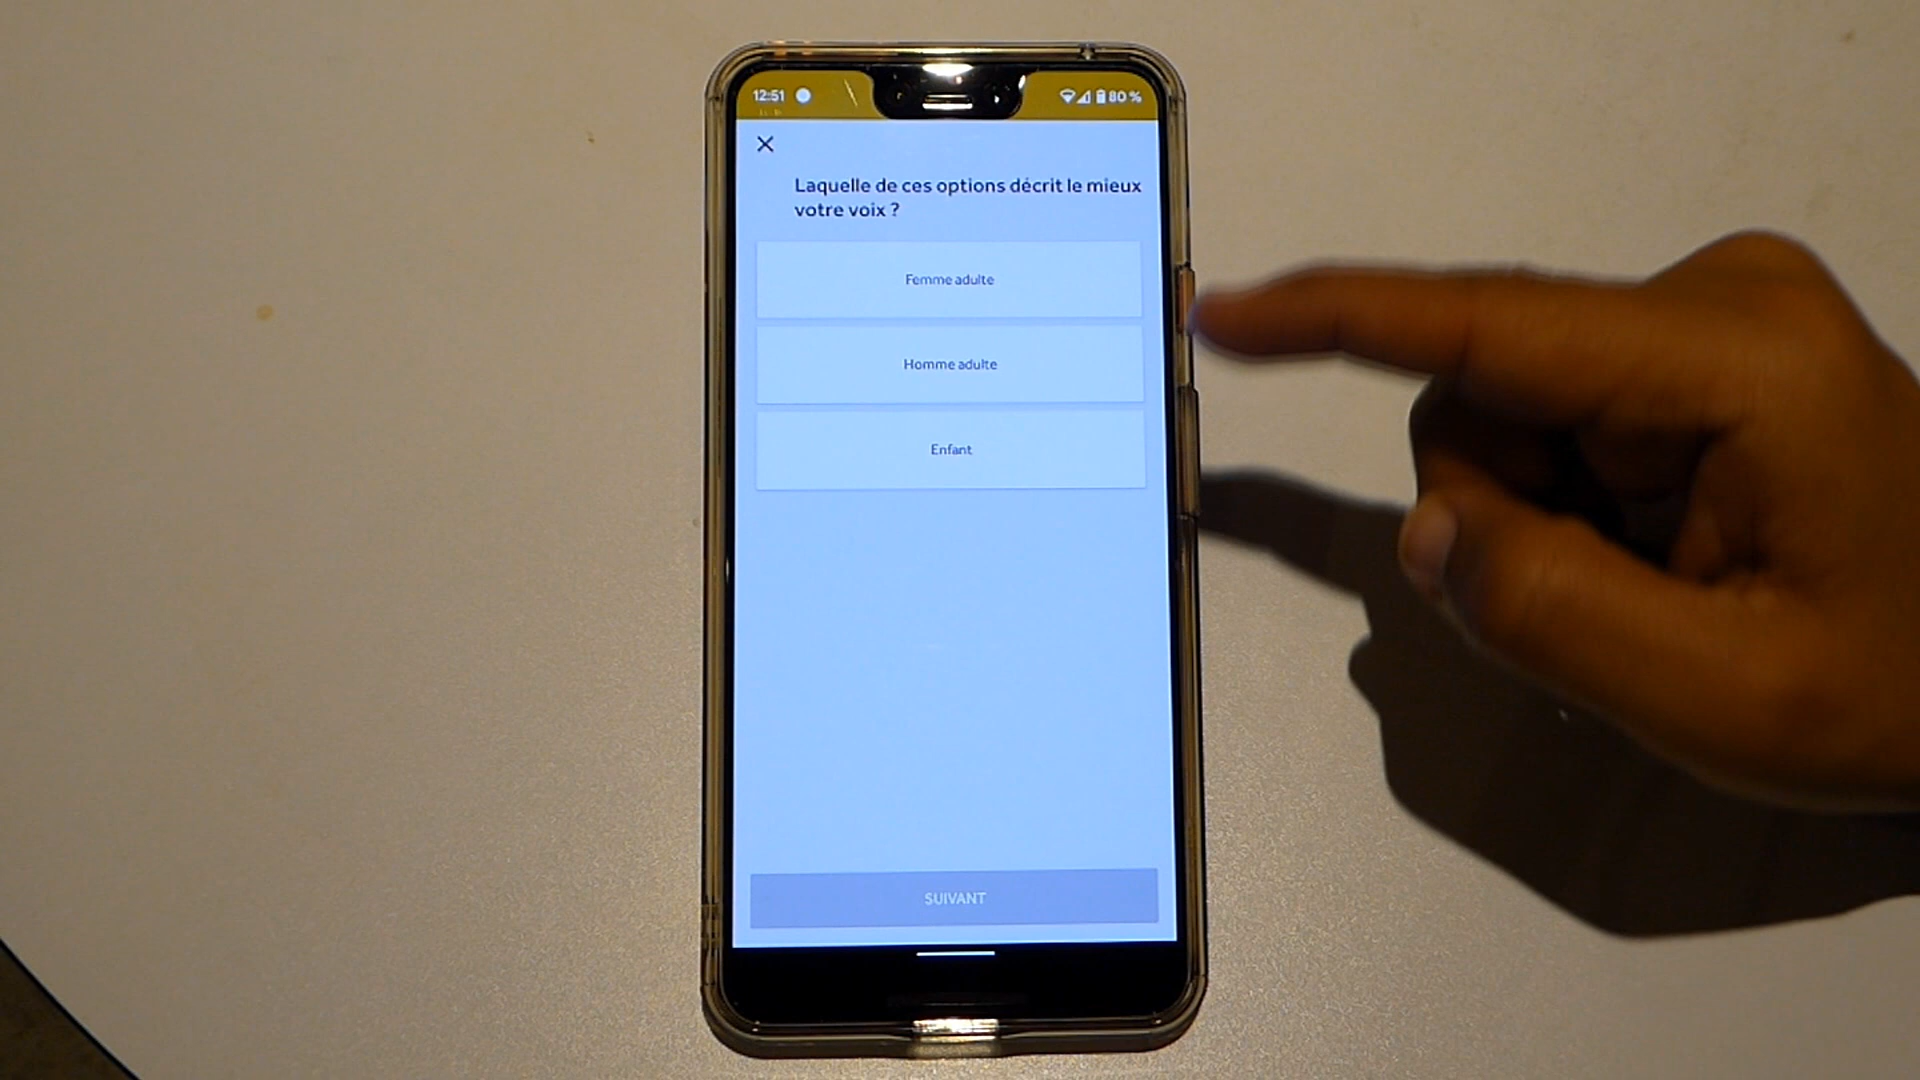 12:51
80 %
Laquelle de ces options décrit le mieux
votre voix ?
Femme adulte
Homme adulte
Enfant
SUIVANT